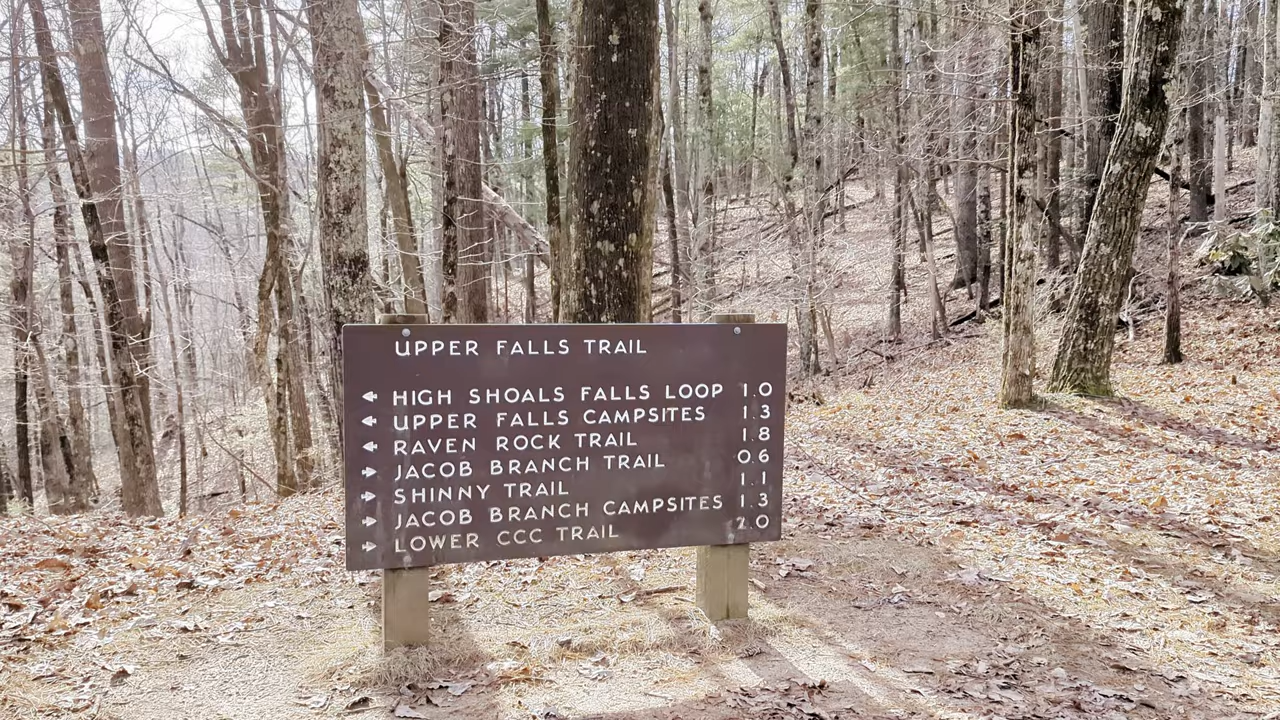 UPPER FALLS TRAIL
← HIGH SHOALS FALLS LOOP 1.0
← UPPER FALLS CAMPSITES 1.3
← RAVEN ROCK TRAIL 1.8
→ JACOB BRANCH TRAIL 0.6
→ SHINNY TRAIL 1.1
→ JACOB BRANCH CAMPSITES 1.3
→ LOWER CCC TRAIL 2.0